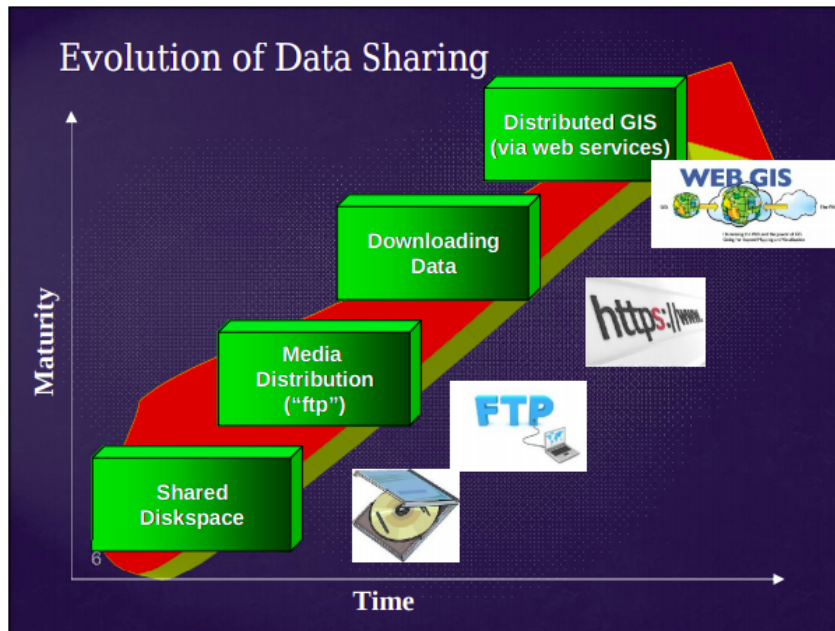 Evolution of Data Sharing
Distributed GIS
(via web services)
WEB GIS
GIS
Downloading
Data
https://www.
Media
Distribution
("ftp")
FTP
Shared
Diskspace
6
Maturity
Time